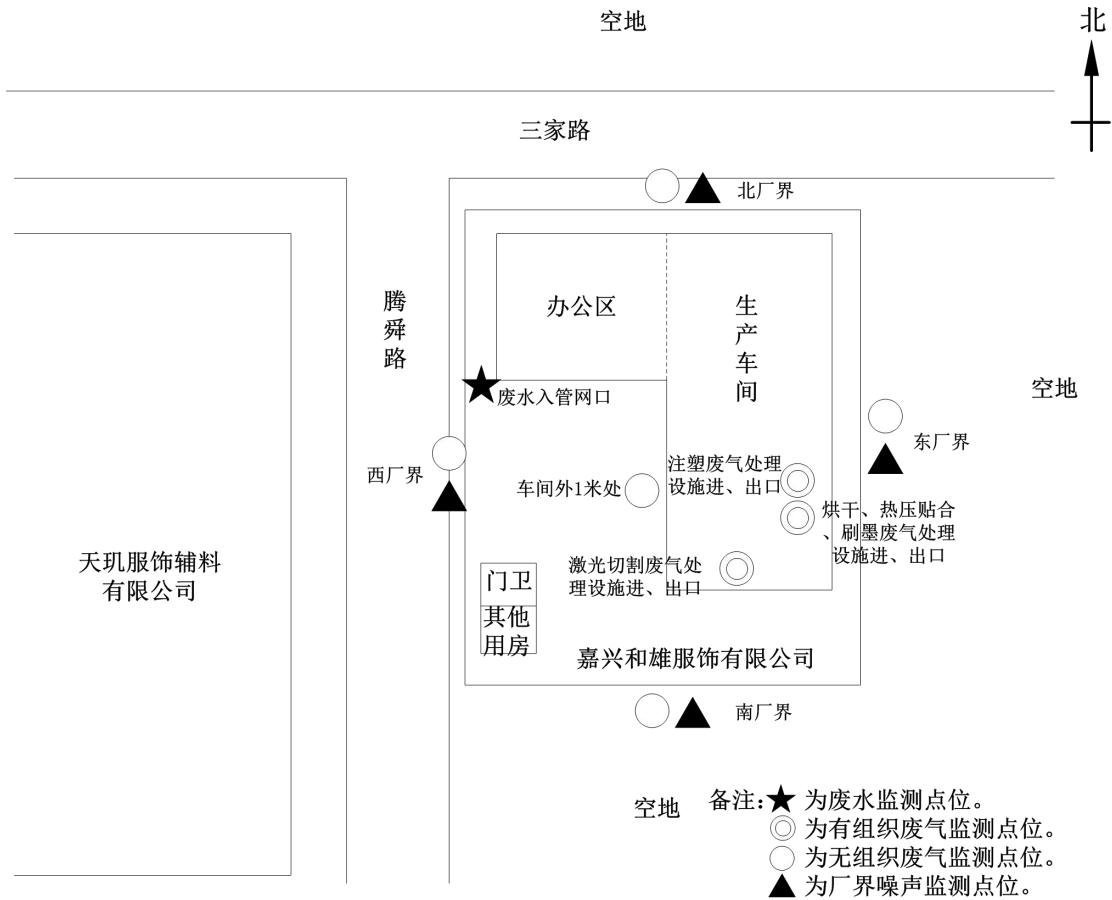 空地
北
三家路
北厂界
腾舜路
办公区
生产车间
空地
废水入管网口
东厂界
西厂界
车间外1米处
注塑废气处理
设施进、出口
烘干、热压贴合
、刷墨废气处理
设施进、出口
天玑服饰辅料
有限公司
激光切割废气处
理设施进、出口
门卫
其他
用房
嘉兴和雄服饰有限公司
南厂界
空地
备注:★为废水监测点位。
◎为有组织废气监测点位。
○为无组织废气监测点位。
▲为厂界噪声监测点位。